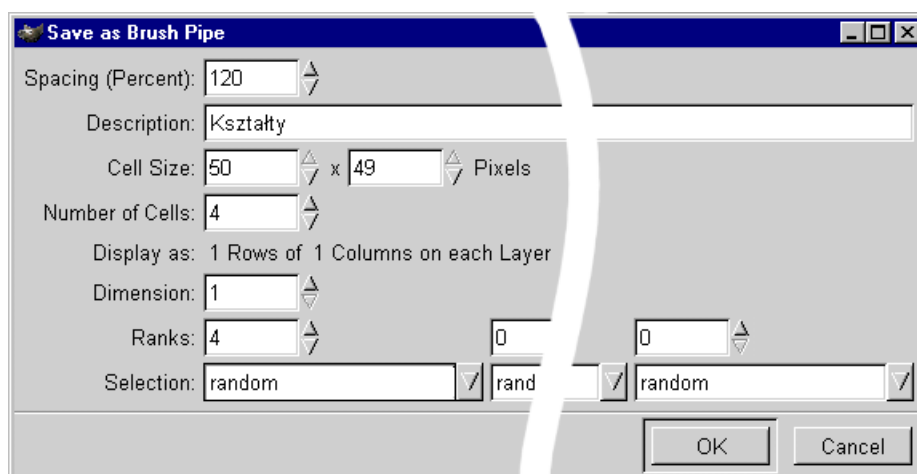 Save as Brush Pipe
Spacing (Percent): 120
Description: Kształty
Cell Size: 50 x 49 Pixels
Number of Cells: 4
Display as: 1 Rows of 1 Columns on each Layer
Dimension: 1
Ranks: 4 0 0
Selection: random rand random
OK Cancel